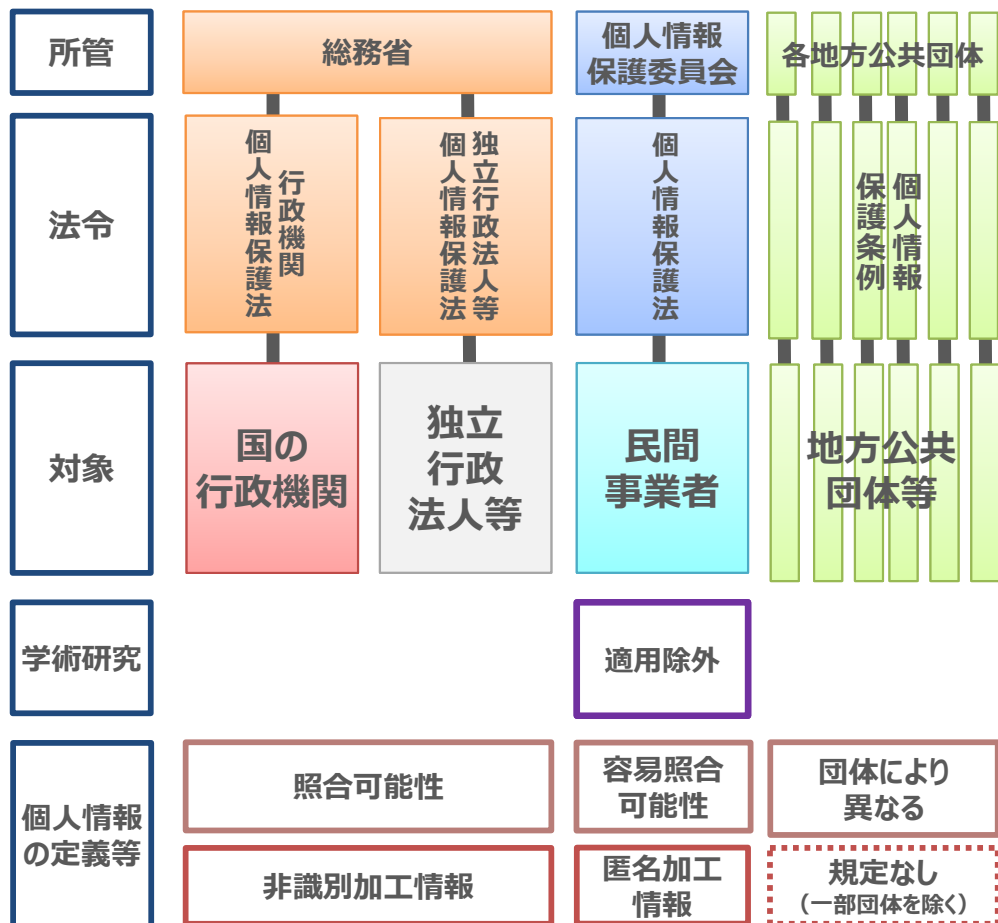 所管
総務省
個人情報
保護委員会
各地方公共団体
法令
行政機関
個人情報保護法
独立行政法人等
個人情報保護法
個人情報保護法
個人情報
保護条例
対象
国の
行政機関
独立
行政
法人等
民間
事業者
地方公共
団体等
学術研究
適用除外
個人情報
の定義等
照合可能性
容易照合
可能性
団体により
異なる
非識別加工情報
匿名加工
情報
規定なし
（一部団体を除く）